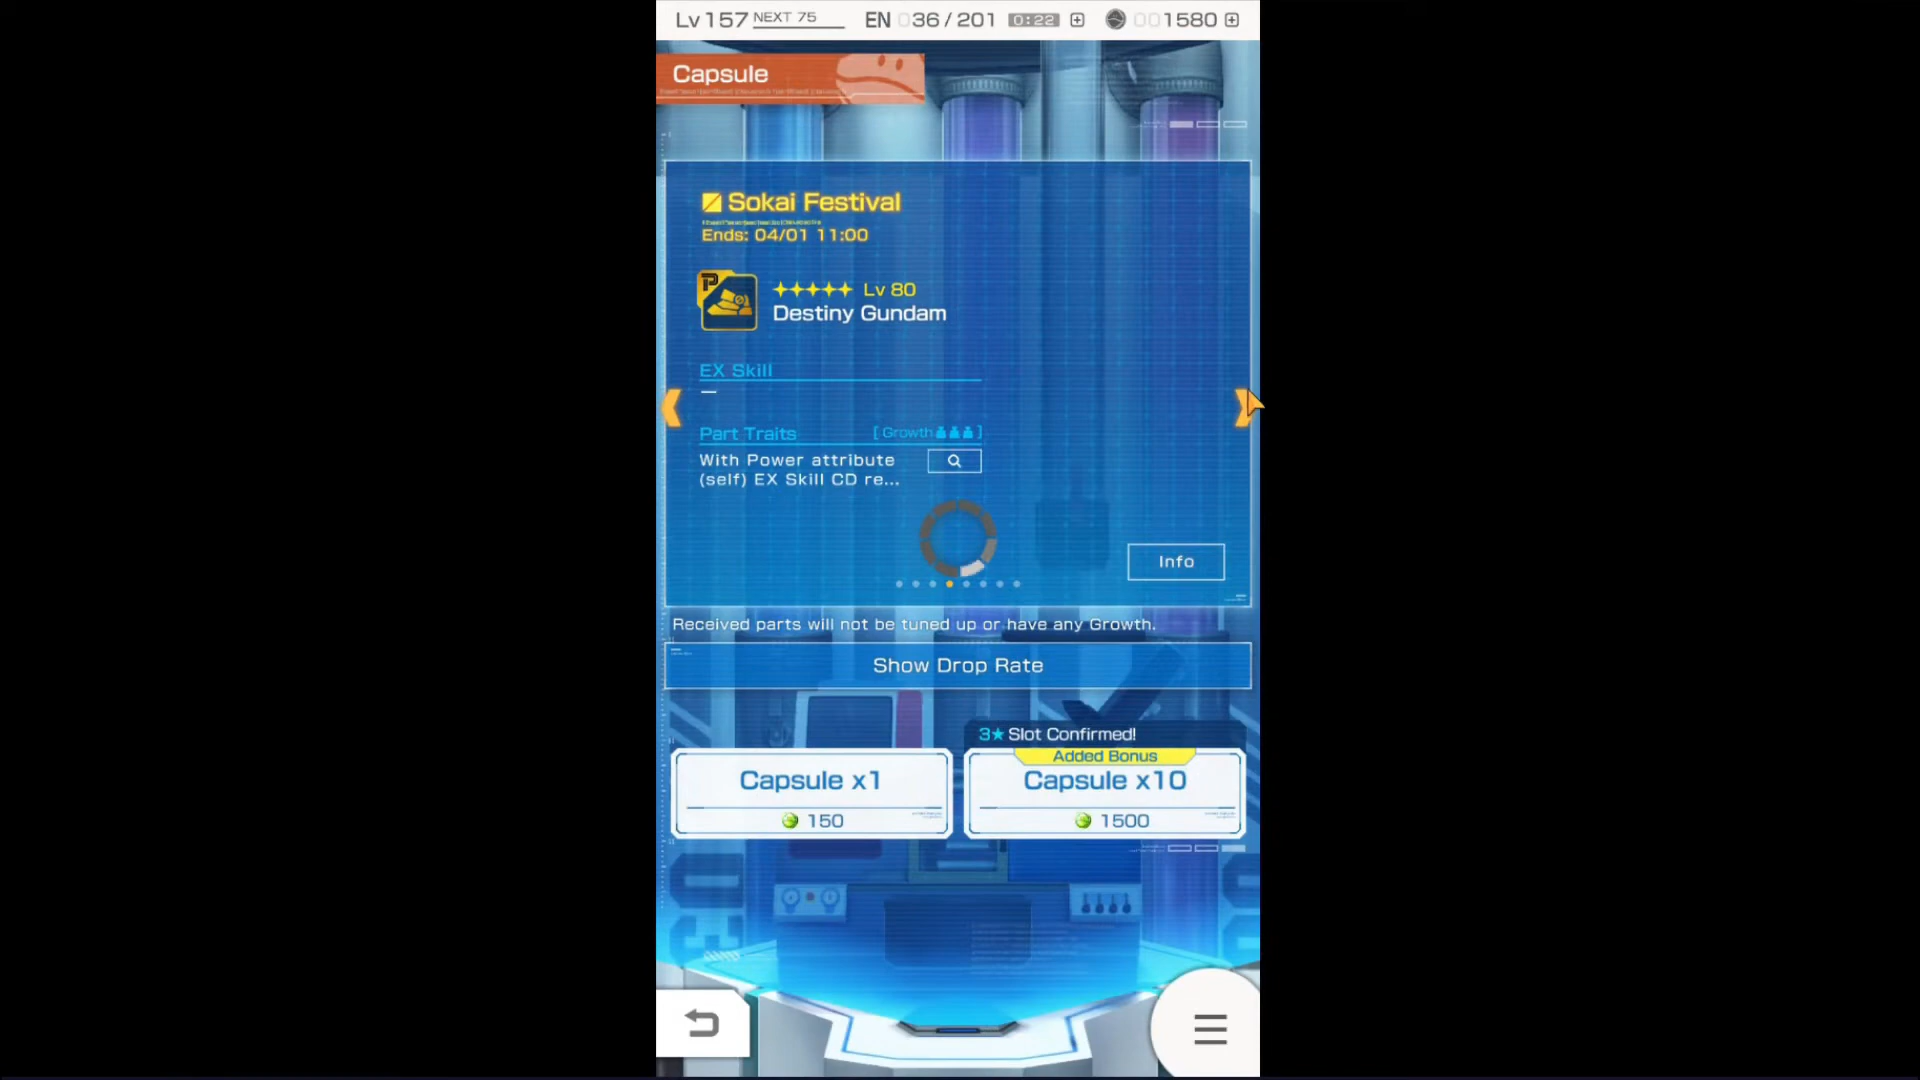 Lv 157 NEXT 75 EN 036 / 201 0:22 001580
Capsule
Sokai Festival
Ends: 04/01 11:00
P
Lv 80
Destiny Gundam
EX Skill
—
Part Traits [ Growth ]
With Power attribute
(self) EX Skill CD re...
Info
Received parts will not be tuned up or have any Growth.
Show Drop Rate
3★ Slot Confirmed!
Added Bonus
Capsule x1
150
Capsule x10
1500